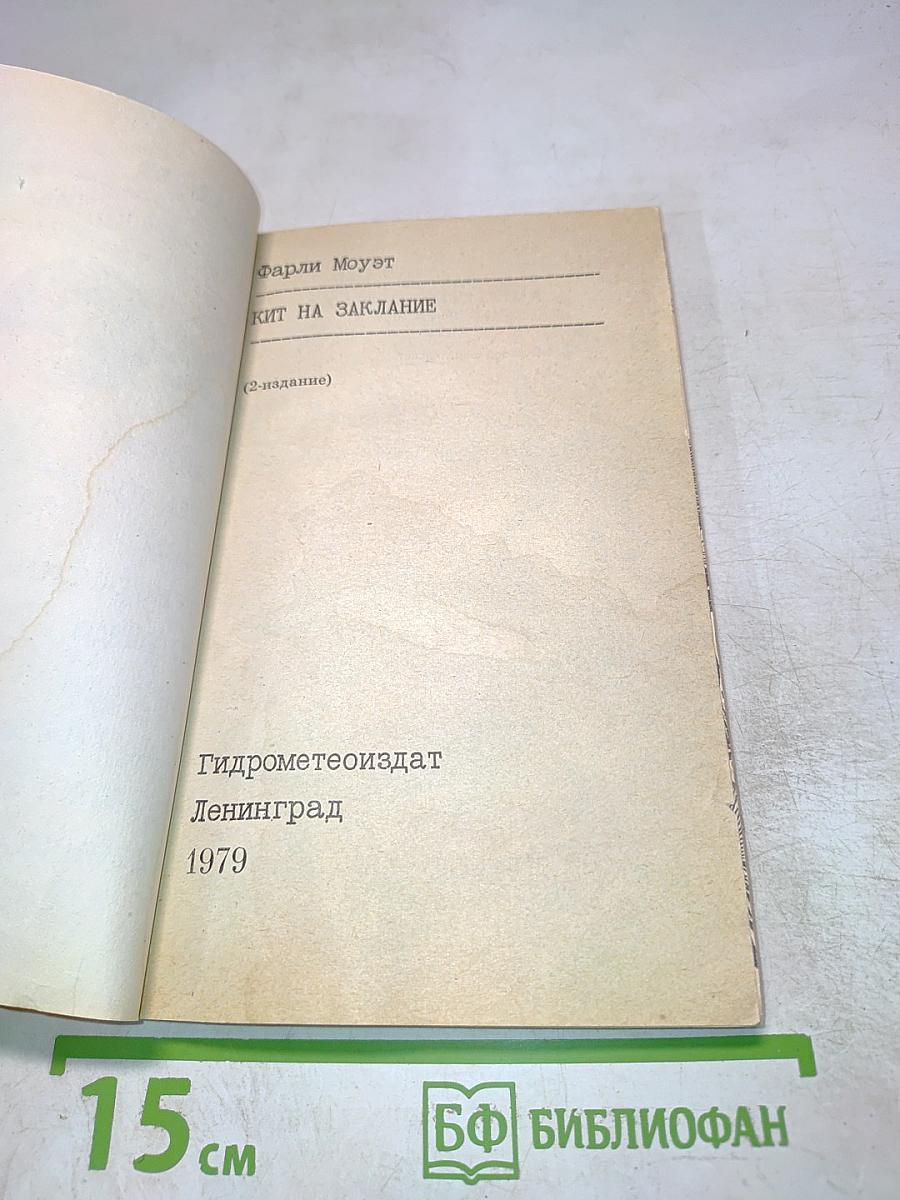 Фарли Моуэт
КИТ НА ЗАКЛАНИЕ
(2-издание)
Гидрометеоиздат
Ленинград
1979
15 см
БФ БИБЛИОФАН